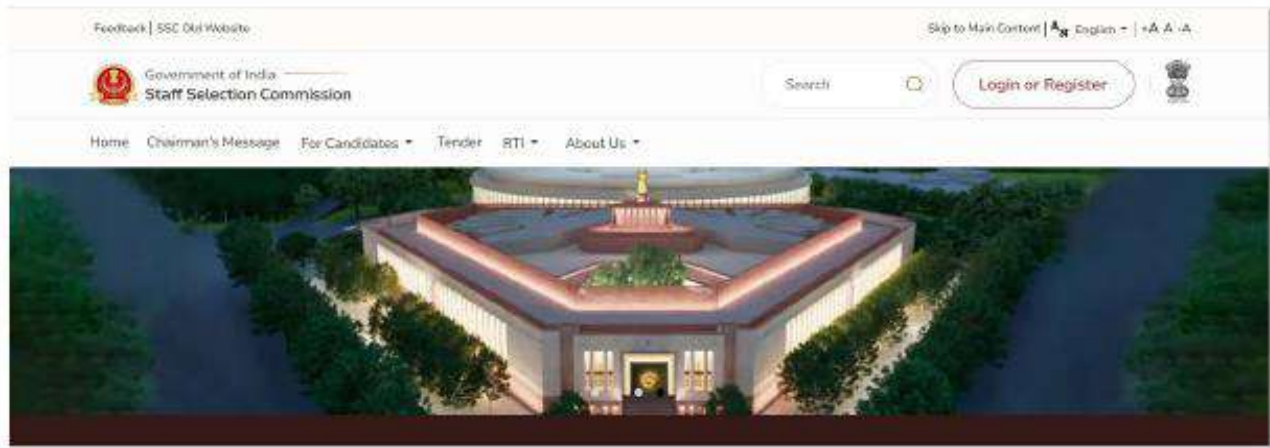 Feedback | SSC Old Website
Skip to Main Content | English | +A A -A
Government of India
Staff Selection Commission
Search
Login or Register
Home Chairman's Message For Candidates Tender RTI About Us